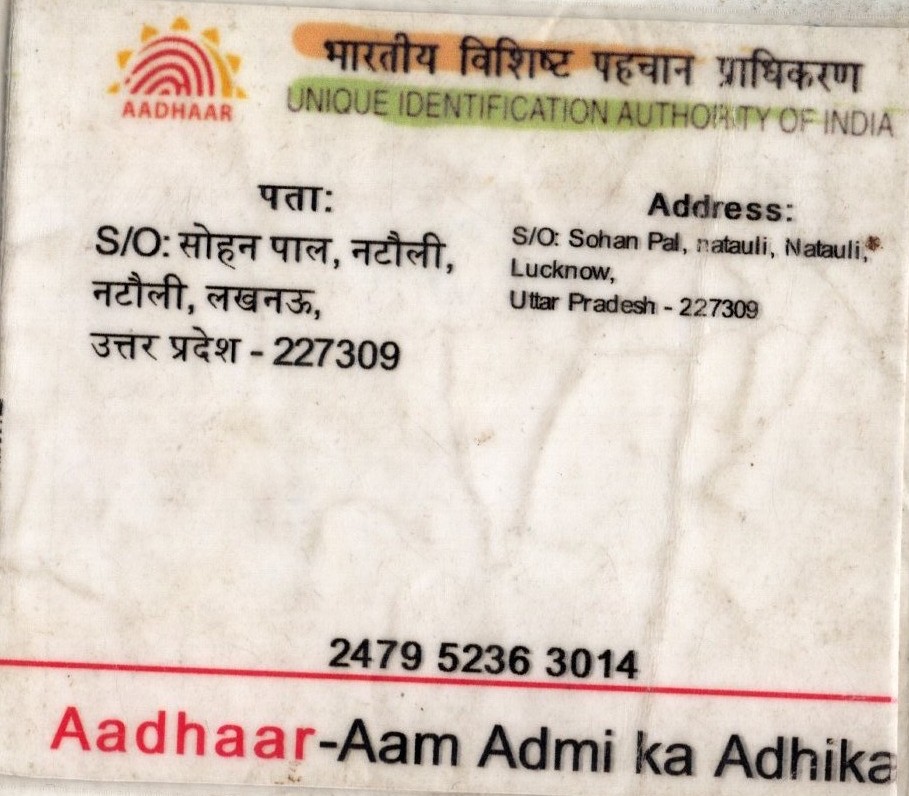 AADHAAR
भारतीय विशिष्ट पहचान प्राधिकरण
UNIQUE IDENTIFICATION AUTHORITY OF INDIA
पता:
S/O: सोहन पाल, नटौली,
नटौली, लखनऊ,
उत्तर प्रदेश - 227309
Address:
S/O: Sohan Pal, natauli, Natauli,
Lucknow,
Uttar Pradesh - 227309
2479 5236 3014
Aadhaar-Aam Admi ka Adhika